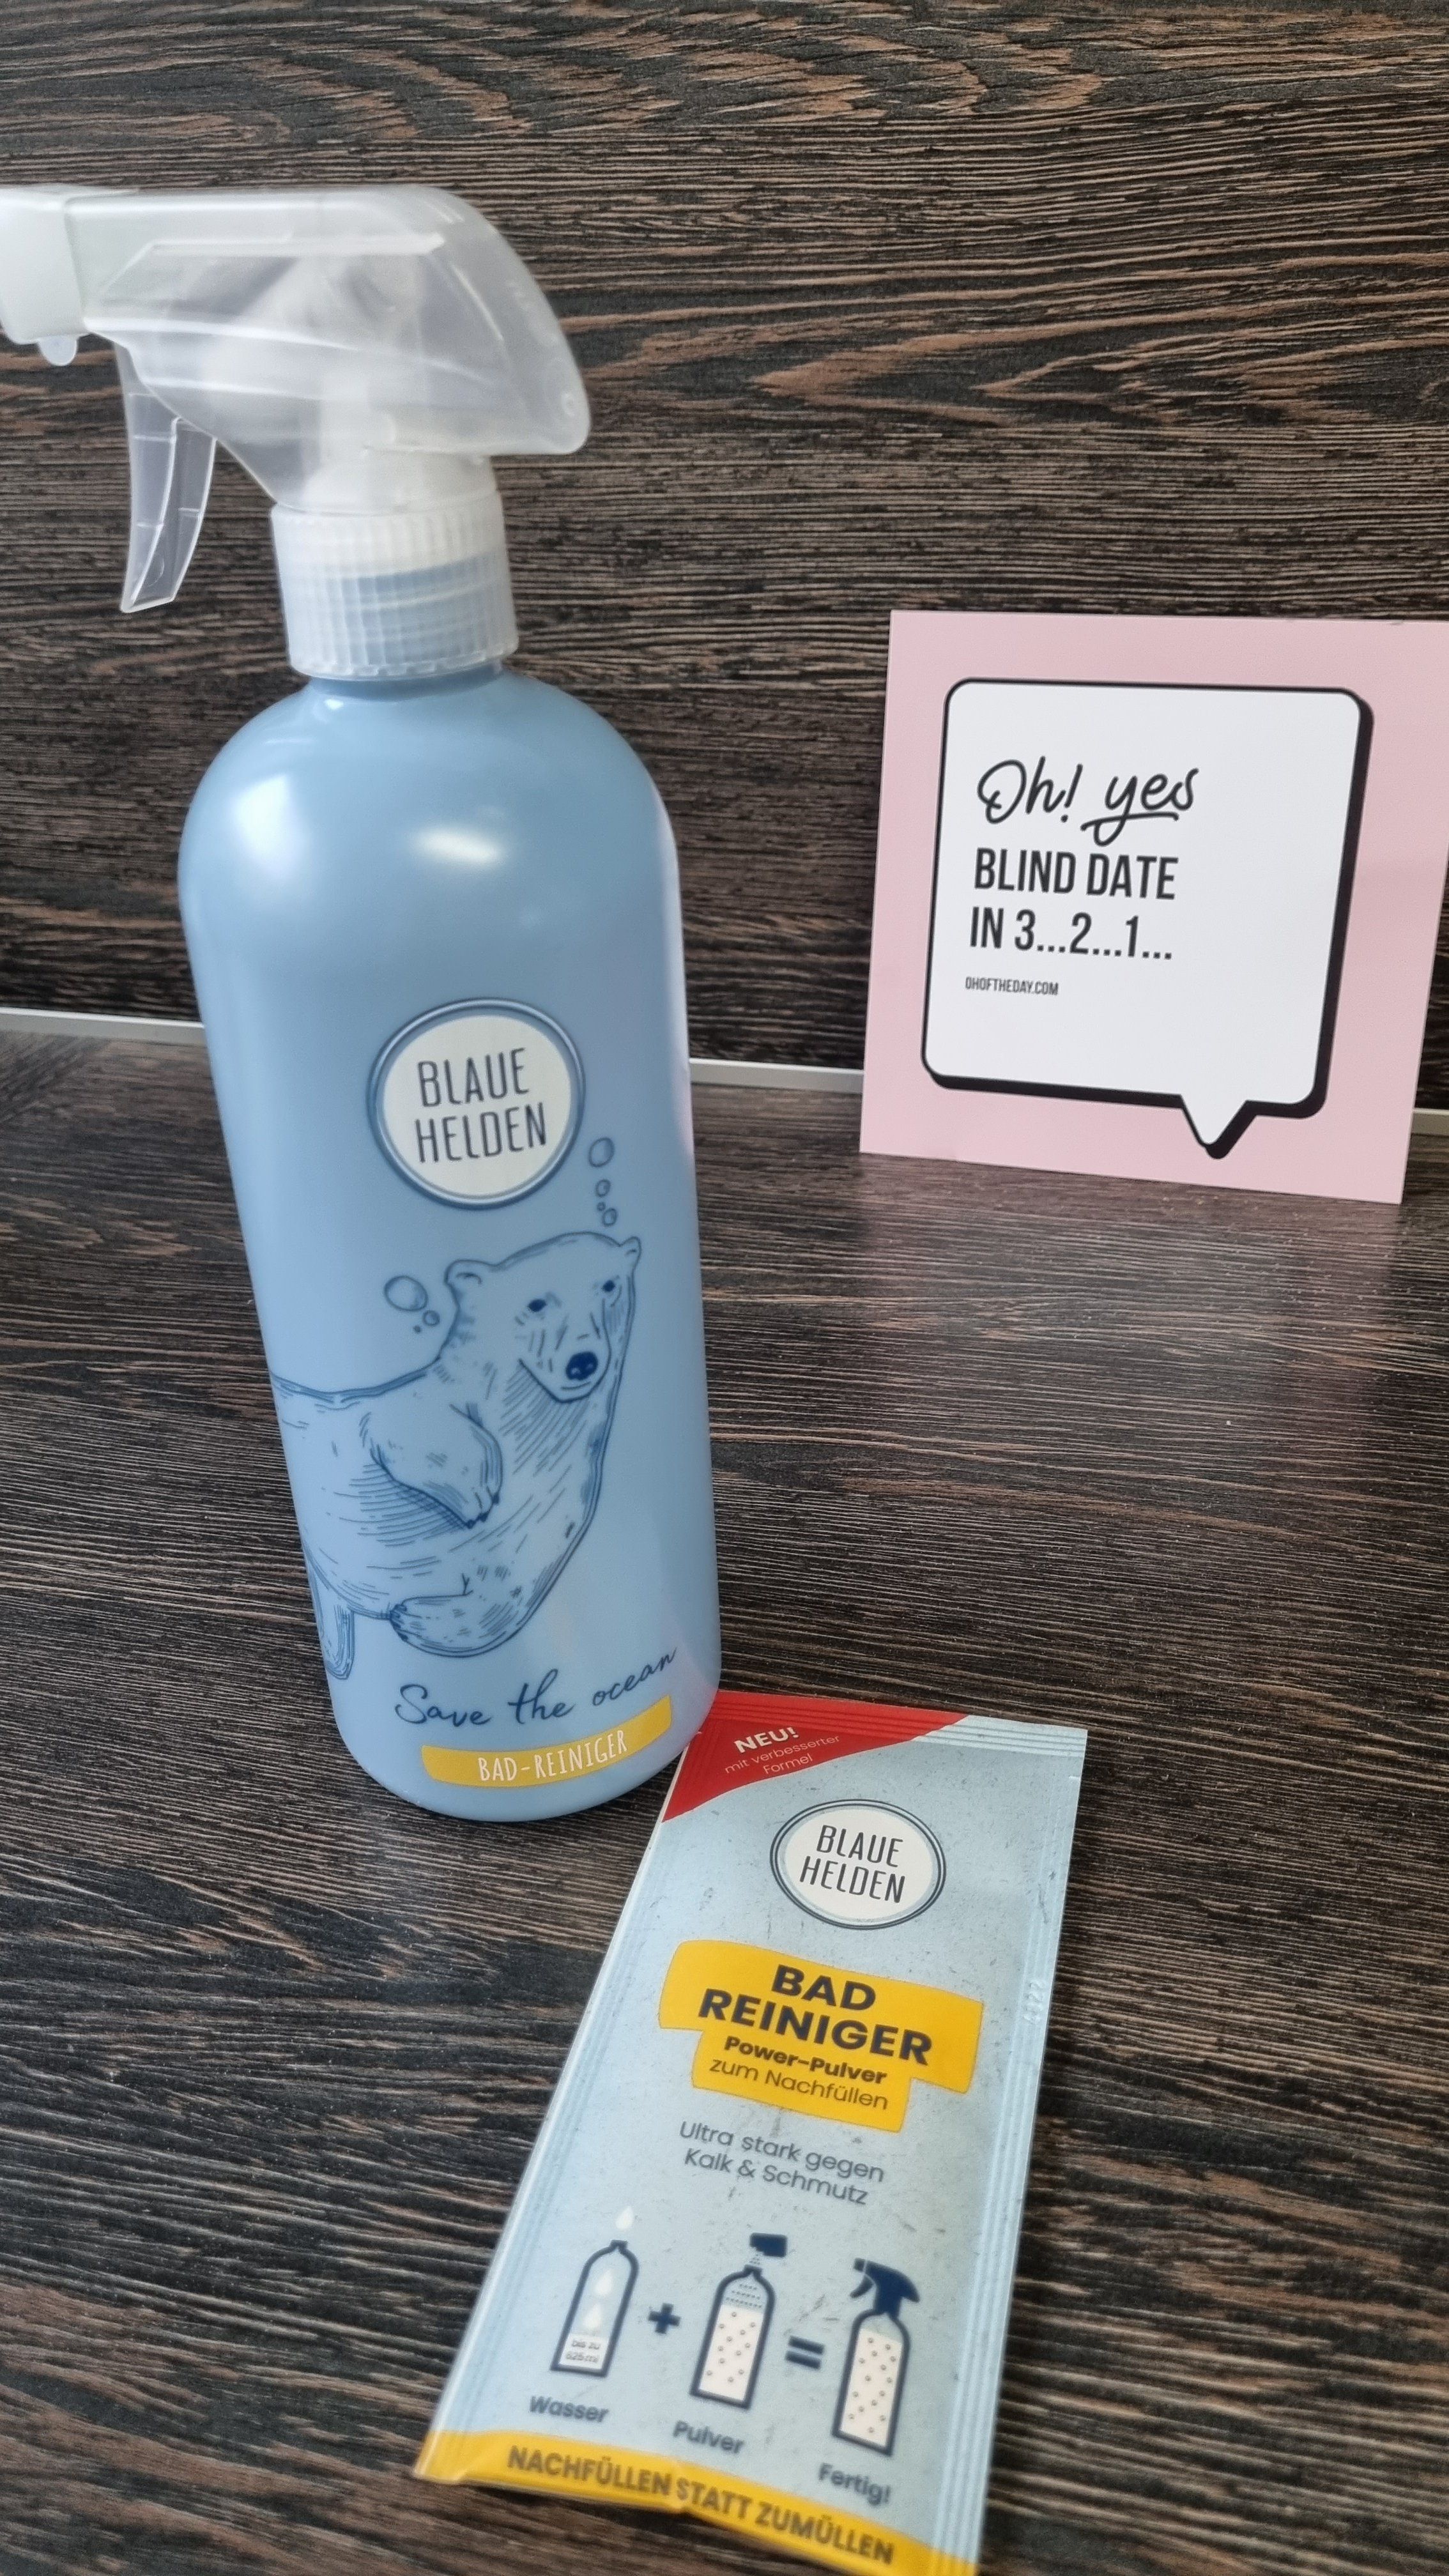 BLAUE
HELDEN
Save the ocean
BAD-REINIGER
Oh! yes
BLIND DATE
IN 3...2...1...
OHOFTHEDAY.COM
NEU!
mit verbesserter
Formel
BLAUE
HELDEN
BAD
REINIGER
Power-Pulver
zum Nachfüllen
Ultra stark gegen
Kalk & Schmutz
bis zu
625ml
+
=
Wasser
Pulver
Fertig!
NACHFÜLLEN STATT ZUMÜLLEN